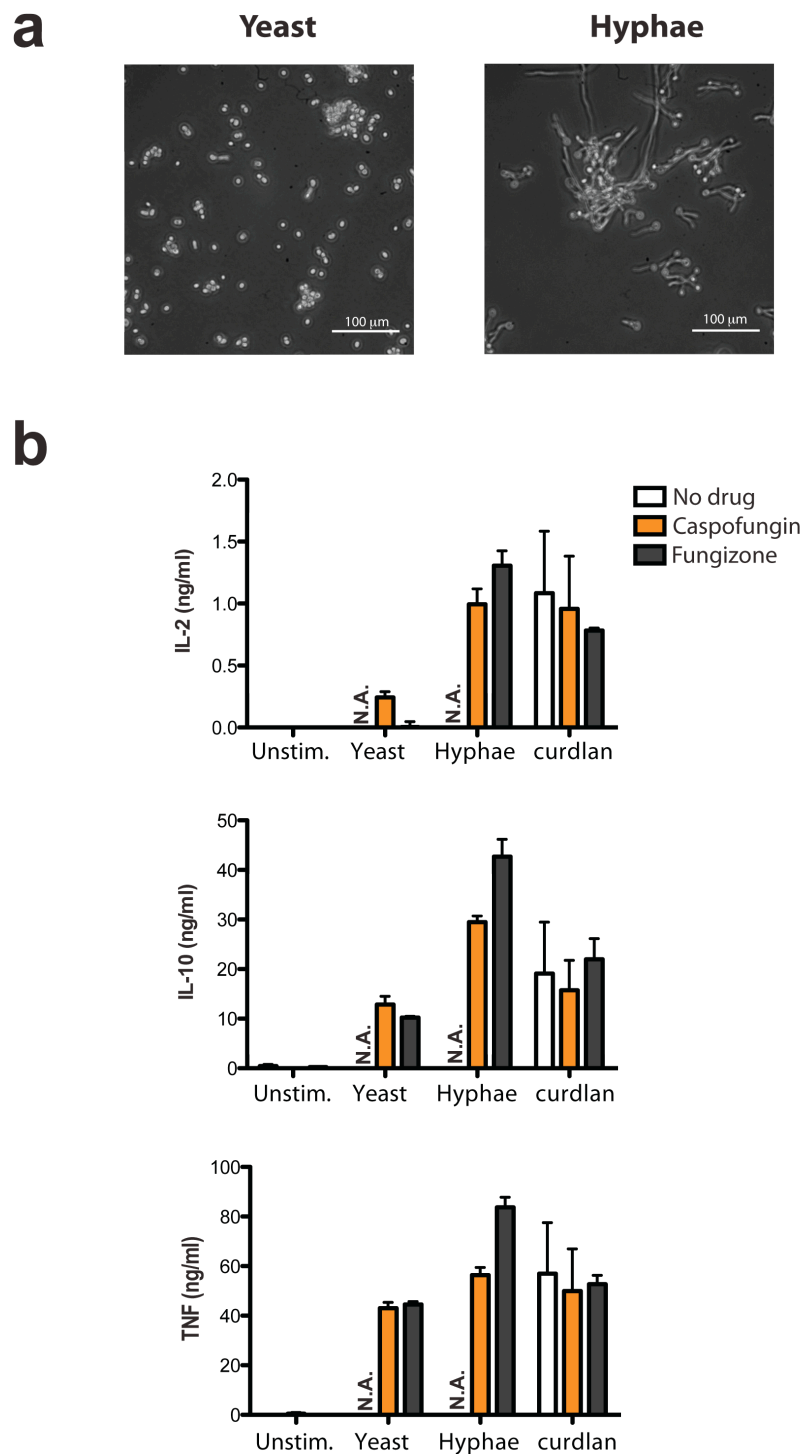 a
Yeast
Hyphae
100 μm
100 μm
b
2.0
1.5
1.0
0.5
0.0
IL-2 (ng/ml)
No drug
Caspofungin
Fungizone
N.A.
N.A.
Unstim. Yeast Hyphae curdlan
50
40
30
20
10
0
IL-10 (ng/ml)
N.A.
N.A.
Unstim. Yeast Hyphae curdlan
100
80
60
40
20
0
TNF (ng/ml)
N.A.
N.A.
Unstim. Yeast Hyphae curdlan